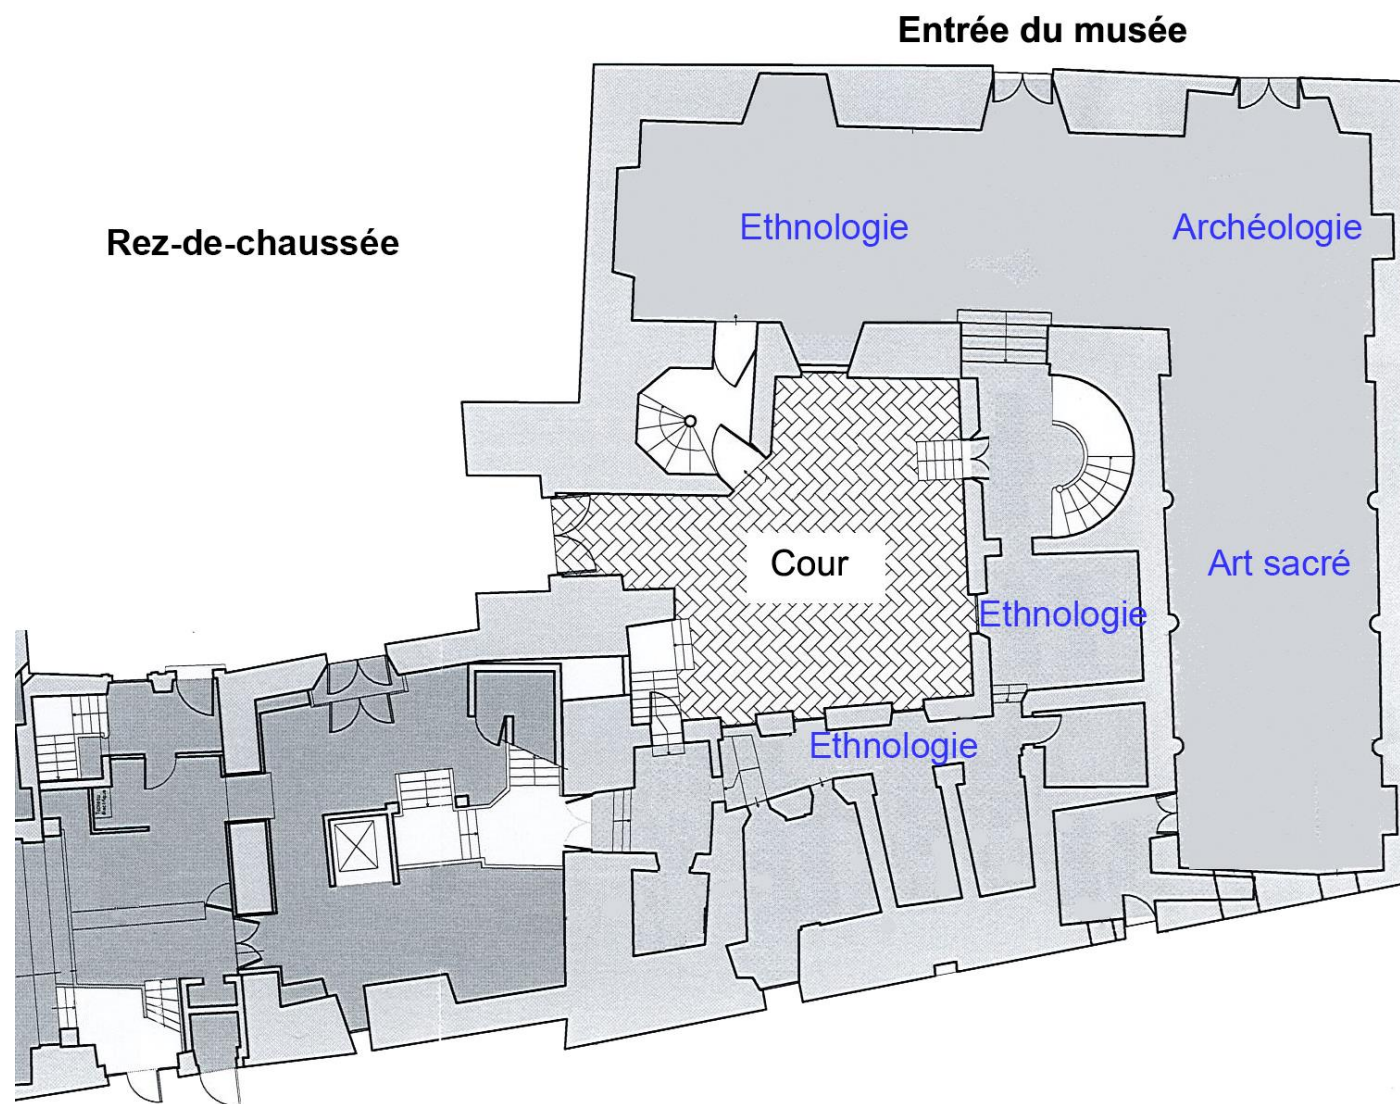 Entrée du musée
Rez-de-chaussée
Ethnologie
Archéologie
Cour
Art sacré
Ethnologie
Ethnologie